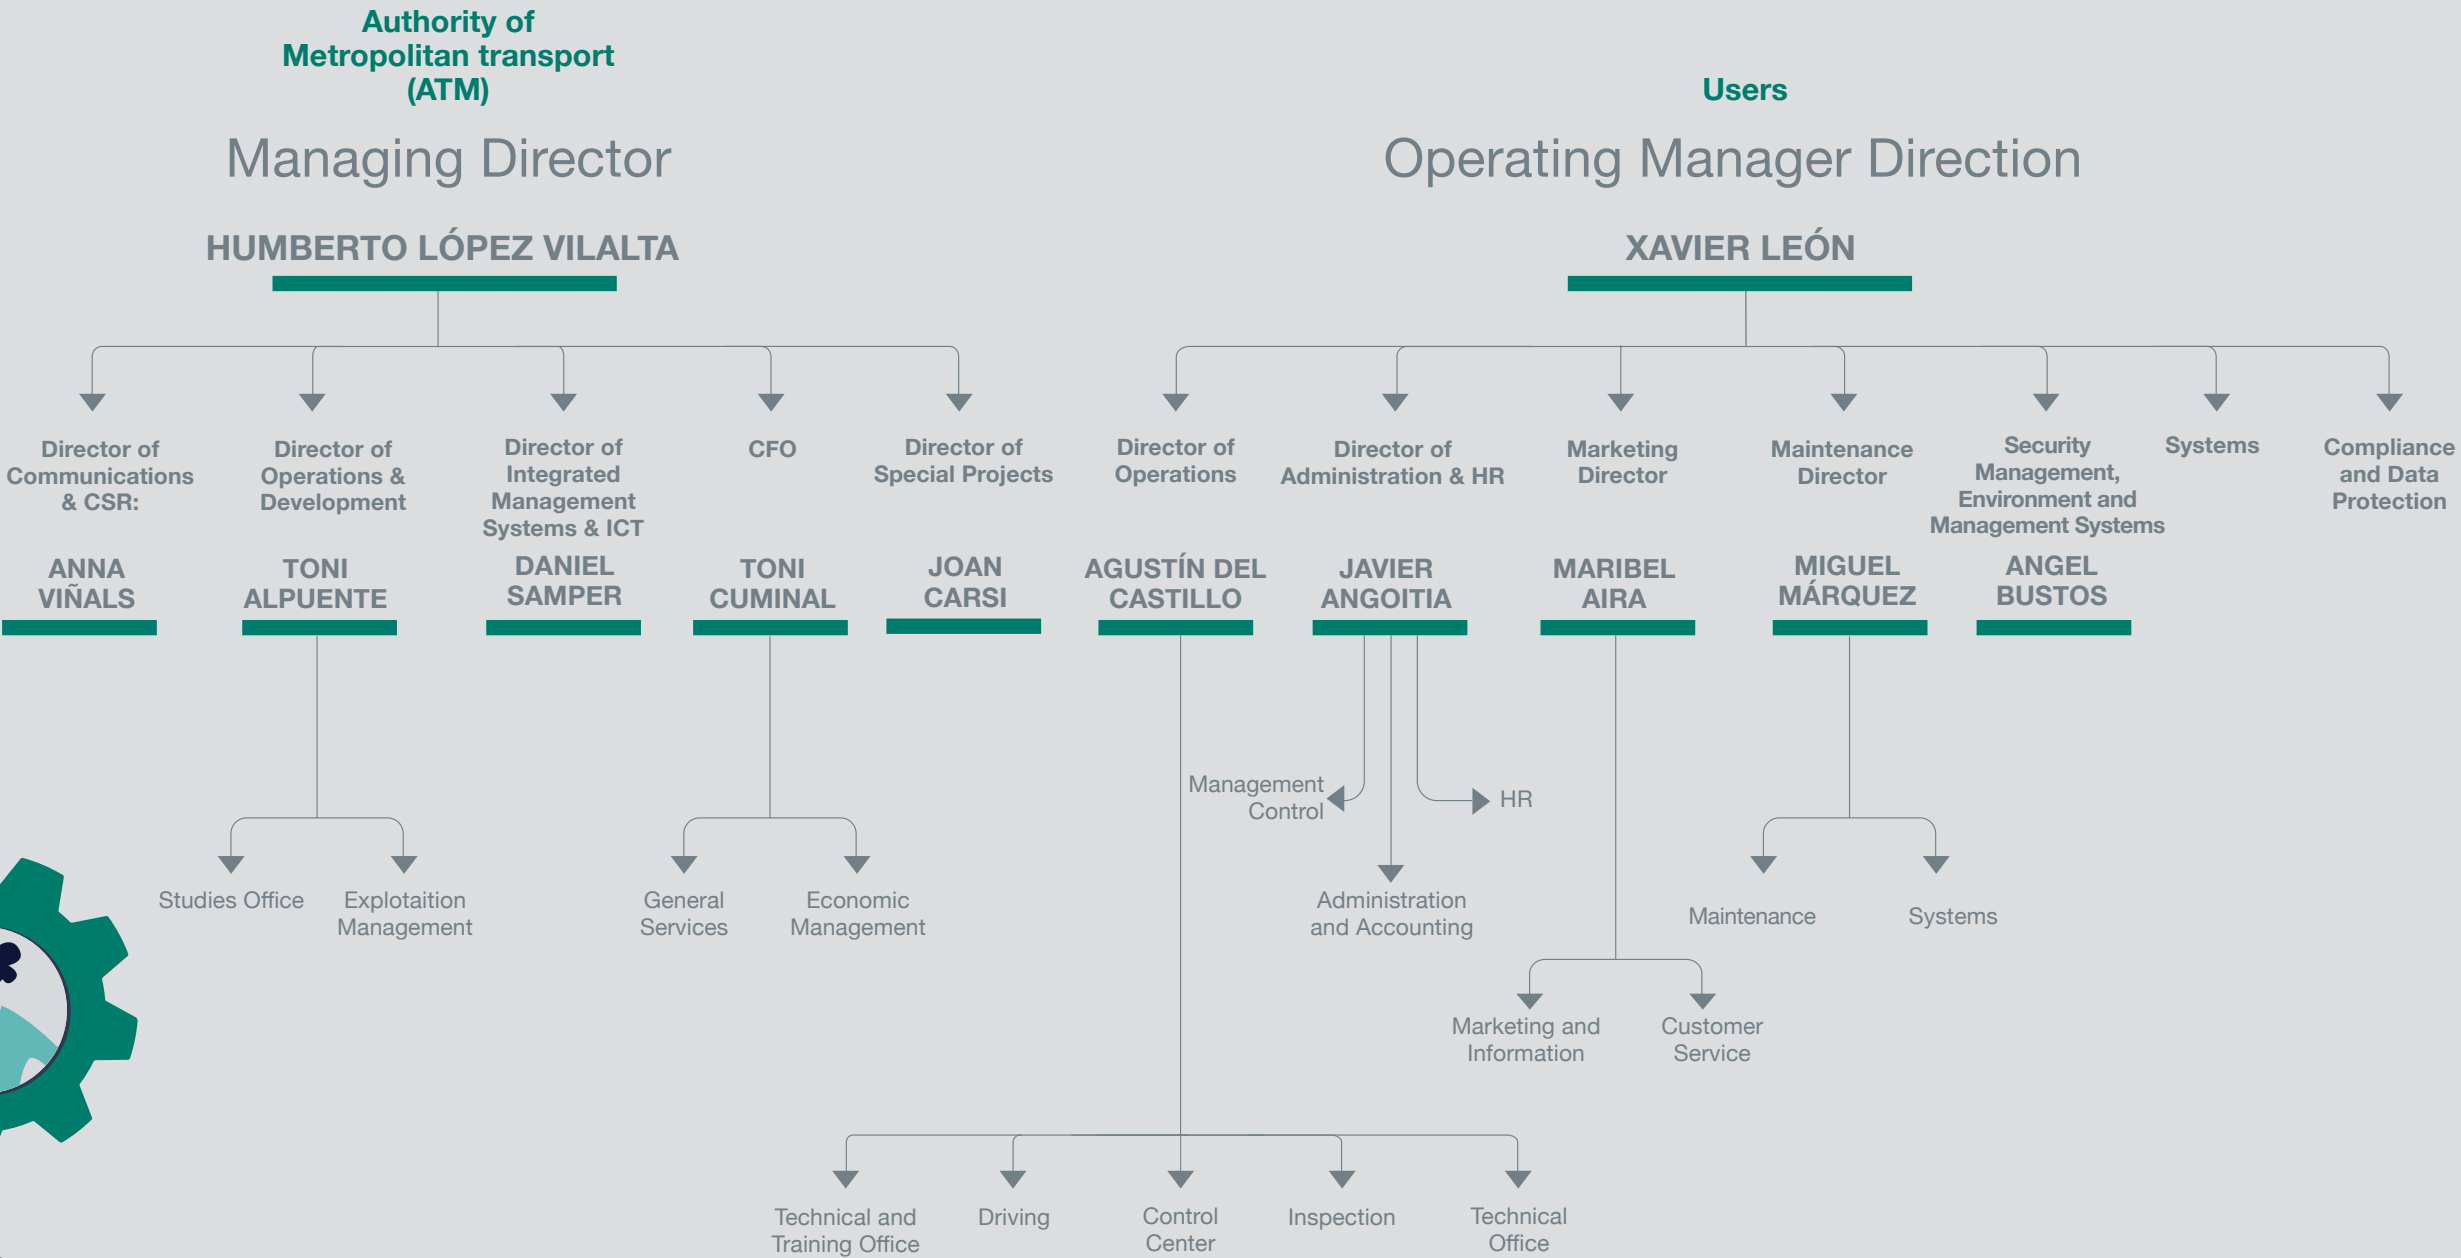 Authority of
Metropolitan transport
(ATM)
Managing Director
HUMBERTO LÓPEZ VILALTA
Director of
Communications
& CSR:
ANNA
VIÑALS
Director of
Operations &
Development
TONI
ALPUENTE
Director of
Integrated
Management
Systems & ICT
DANIEL
SAMPER
CFO
TONI
CUMINAL
Director of
Special Projects
JOAN
CARSI
Studies Office
Explotaition
Management
General
Services
Economic
Management
Users
Operating Manager Direction
XAVIER LEÓN
Director of
Operations
AGUSTÍN DEL
CASTILLO
Director of
Administration & HR
JAVIER
ANGOITIA
Marketing
Director
MARIBEL
AIRA
Maintenance
Director
MIGUEL
MÁRQUEZ
Security
Management,
Environment and
Management Systems
ANGEL
BUSTOS
Systems
Compliance
and Data
Protection
Management
Control
HR
Administration
and Accounting
Maintenance
Systems
Marketing and
Information
Customer
Service
Technical and
Training Office
Driving
Control
Center
Inspection
Technical
Office